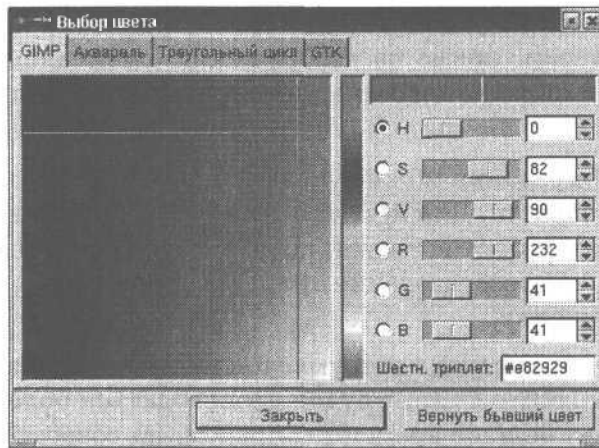 Выбор цвета
GIMP Акварель Треугольный цикл GTK
H 0
S 82
V 90
R 232
G 41
B 41
Шестн. триплет: #e82929
Закрыть Вернуть бывший цвет